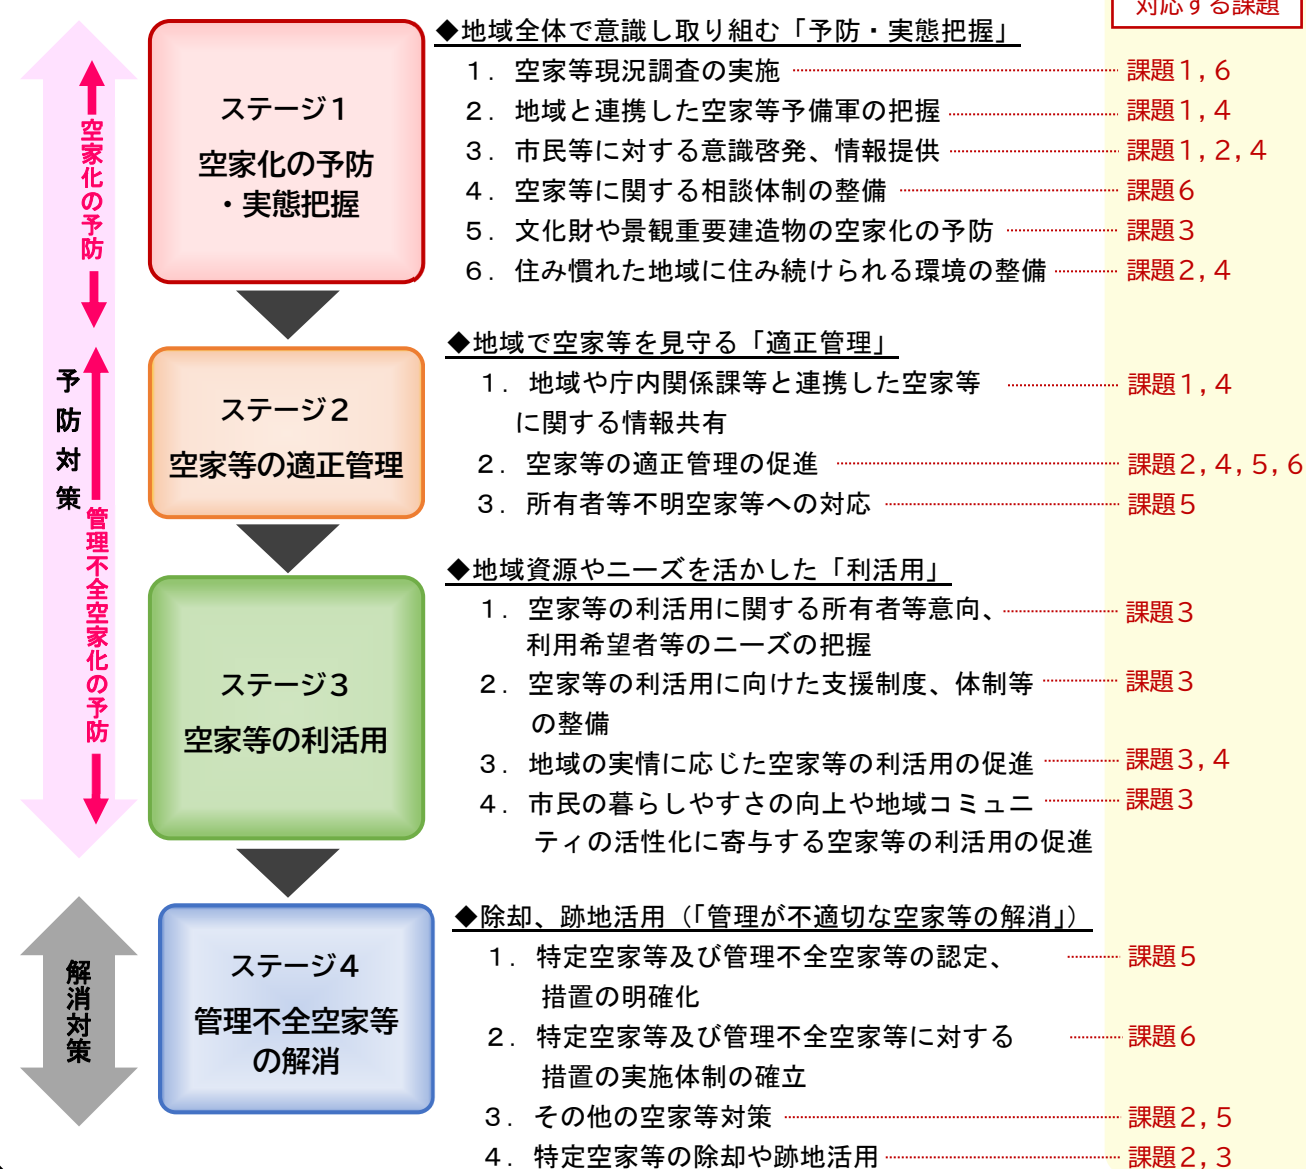 対応する課題
◆地域全体で意識し取り組む「予防・実態把握」
1．空家等現況調査の実施 課題1，6
2．地域と連携した空家等予備軍の把握 課題1，4
3．市民等に対する意識啓発、情報提供 課題1，2，4
4．空家等に関する相談体制の整備 課題6
5．文化財や景観重要建造物の空家化の予防 課題3
6．住み慣れた地域に住み続けられる環境の整備 課題2，4
ステージ1
空家化の予防
・実態把握
空家化の予防
◆地域で空家等を見守る「適正管理」
1．地域や庁内関係課等と連携した空家等 課題1，4
に関する情報共有
2．空家等の適正管理の促進 課題2，4，5，6
3．所有者等不明空家等への対応 課題5
ステージ2
空家等の適正管理
予防対策
管理不全空家化の予防
◆地域資源やニーズを活かした「利活用」
1．空家等の利活用に関する所有者等意向、 課題3
利用希望者等のニーズの把握
2．空家等の利活用に向けた支援制度、体制等 課題3
の整備
3．地域の実情に応じた空家等の利活用の促進 課題3，4
4．市民の暮らしやすさの向上や地域コミュニ 課題3
ティの活性化に寄与する空家等の利活用の促進
ステージ3
空家等の利活用
◆除却、跡地活用（「管理が不適切な空家等の解消」）
1．特定空家等及び管理不全空家等の認定、 課題5
措置の明確化
2．特定空家等及び管理不全空家等に対する 課題6
措置の実施体制の確立
3．その他の空家等対策 課題2，5
4．特定空家等の除却や跡地活用 課題2，3
ステージ4
管理不全空家等
の解消
解消対策